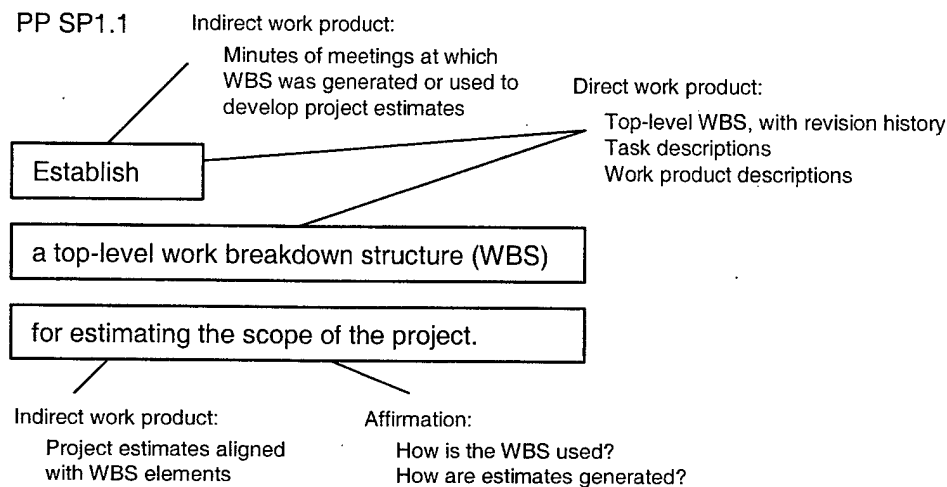 PP SP1.1
Indirect work product:
Minutes of meetings at which
WBS was generated or used to
develop project estimates
Direct work product:
Top-level WBS, with revision history
Task descriptions
Work product descriptions
Establish
a top-level work breakdown structure (WBS)
for estimating the scope of the project.
Indirect work product:
Project estimates aligned
with WBS elements
Affirmation:
How is the WBS used?
How are estimates generated?